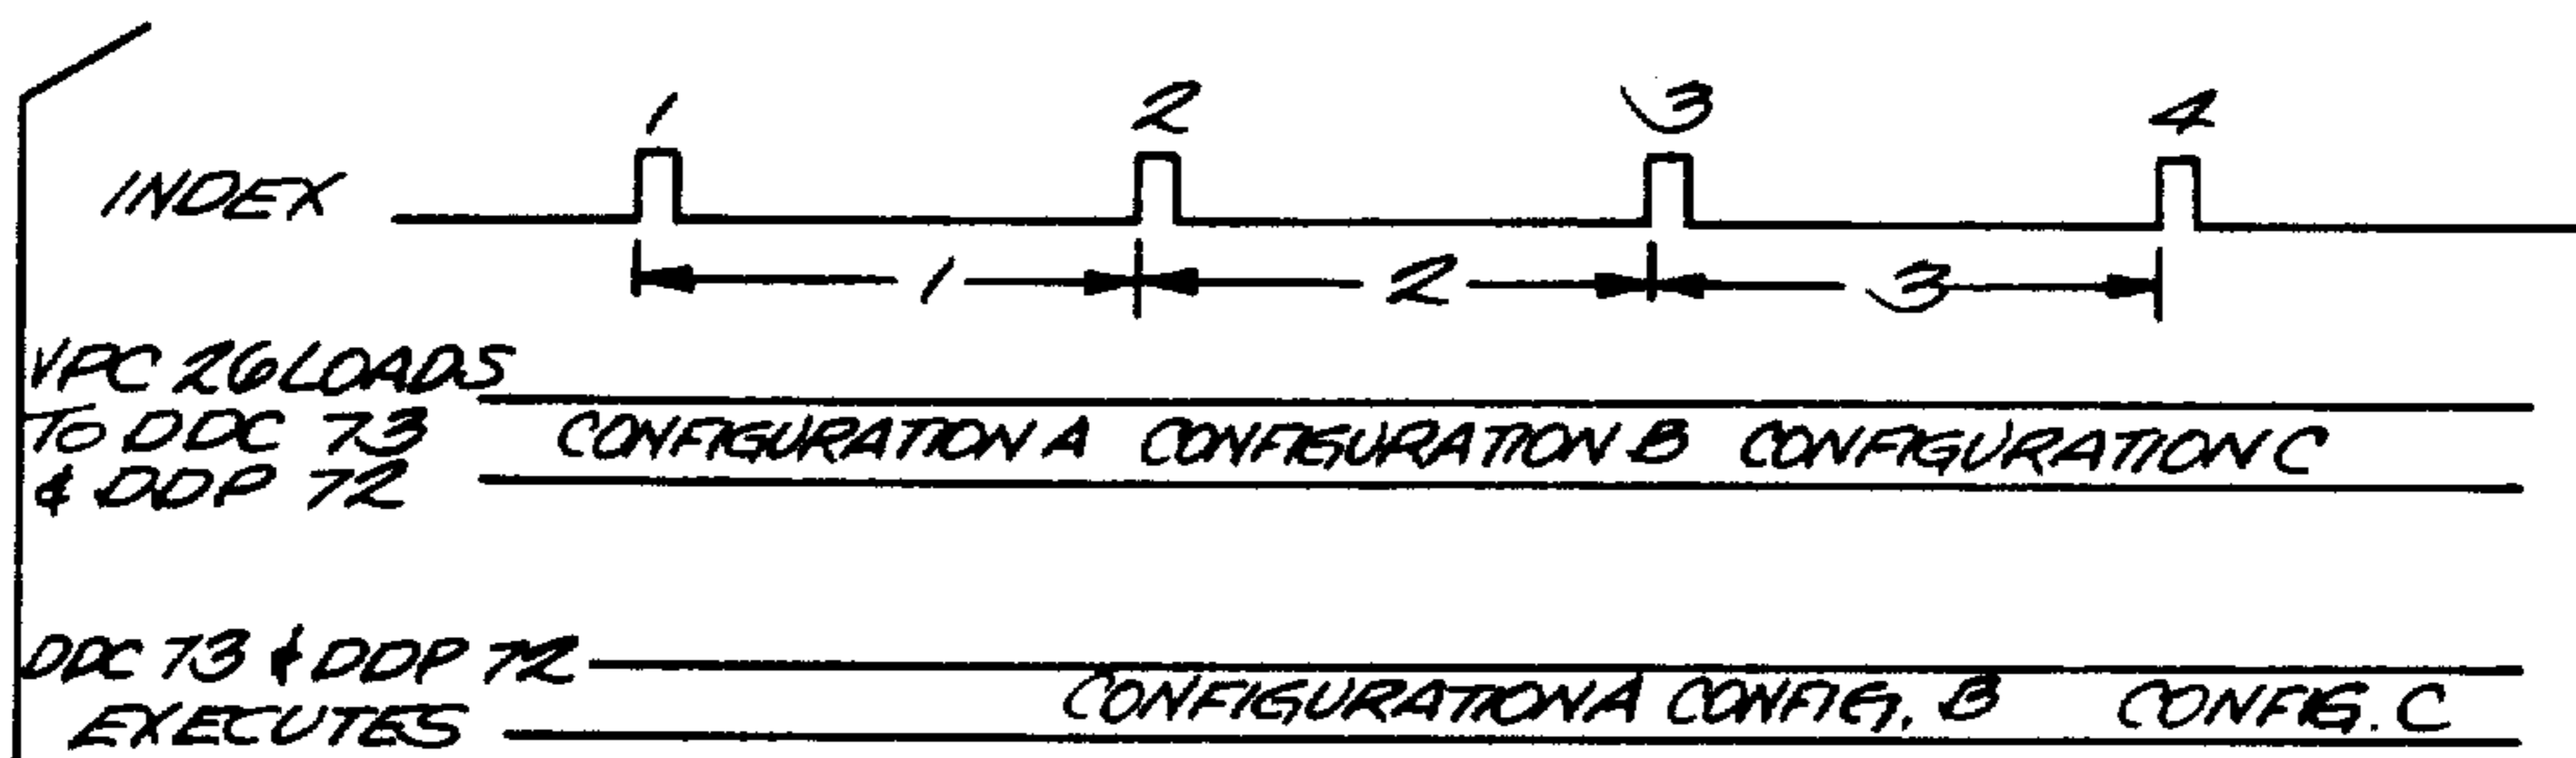 1 2 3 4
INDEX
1 2 3
VPC 26 LOADS
TO DDC 73
& DDP 72
CONFIGURATION A CONFIGURATION B CONFIGURATION C
DDC 73 & DDP 72
EXECUTES
CONFIGURATION A CONFIG. B CONFIG. C